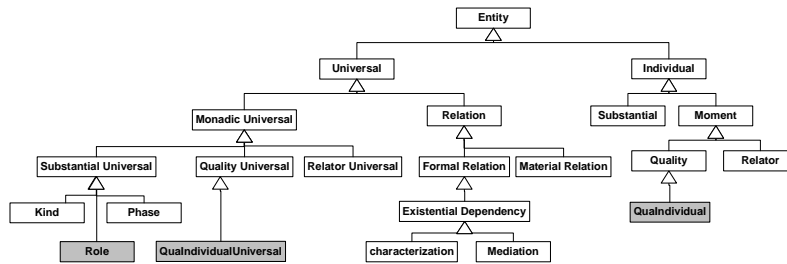 Entity
Universal
Individual
Monadic Universal
Relation
Substantial
Moment
Substantial Universal
Quality Universal
Relator Universal
Formal Relation
Material Relation
Quality
Relator
Kind
Phase
Existential Dependency
QuaIndividual
Role
QuaIndividualUniversal
characterization
Mediation